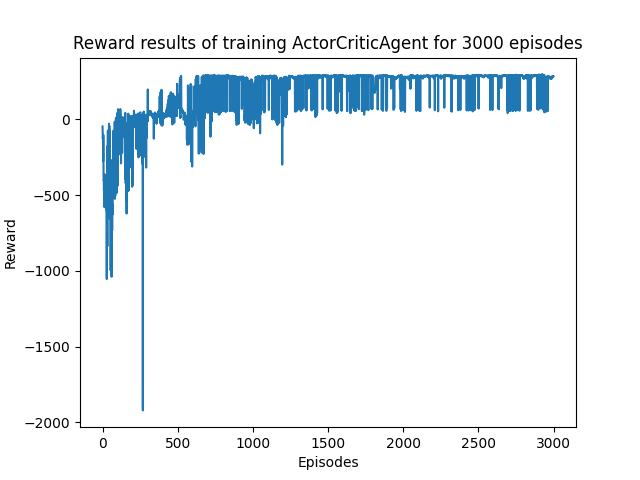 Reward results of training ActorCriticAgent for 3000 episodes
0
−500
−1000
−1500
−2000
Reward
0 500 1000 1500 2000 2500 3000
Episodes